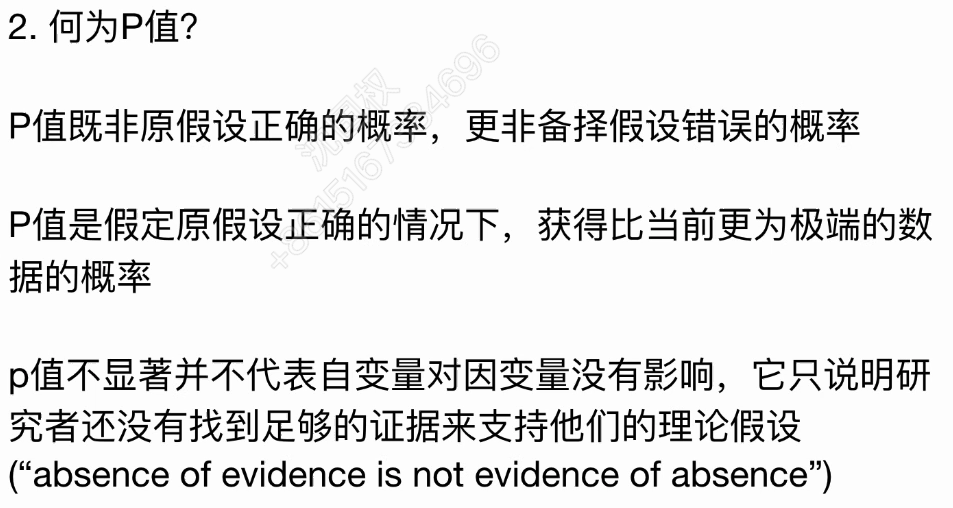 2. 何为P值?
P值既非原假设正确的概率，更非备择假设错误的概率
P值是假定原假设正确的情况下，获得比当前更为极端的数
据的概率
p值不显著并不代表自变量对因变量没有影响，它只说明研
究者还没有找到足够的证据来支持他们的理论假设
(“absence of evidence is not evidence of absence”)